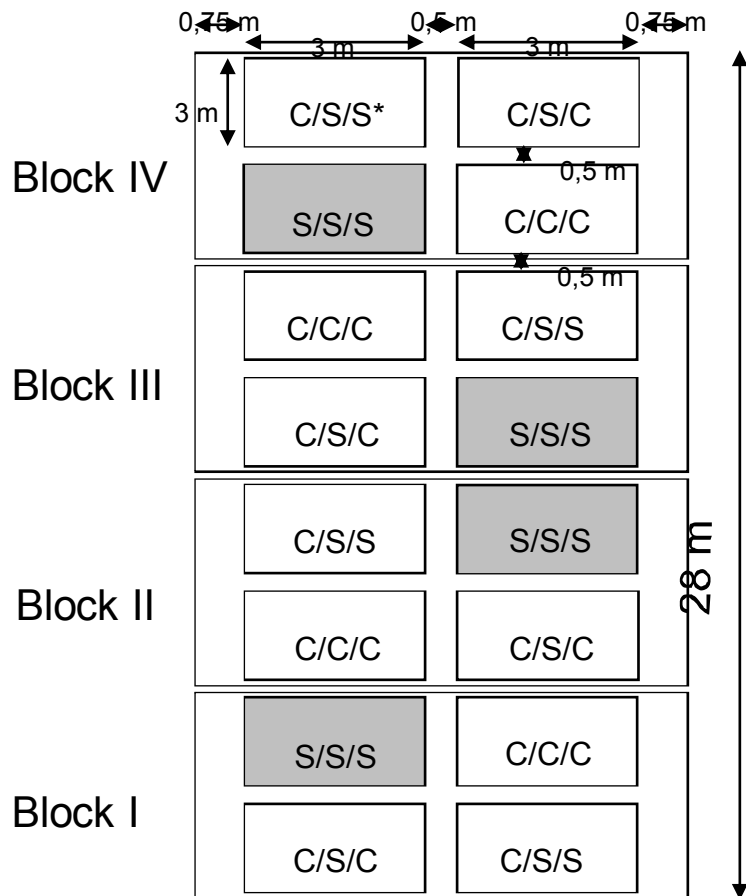 0,75 m 0,5 m 0,75 m
3 m 3 m
3 m
C/S/S* C/S/C
Block IV
0,5 m
S/S/S C/C/C
0,5 m
C/C/C C/S/S
Block III
C/S/C S/S/S
C/S/S S/S/S
28 m
Block II
C/C/C C/S/C
S/S/S C/C/C
Block I
C/S/C C/S/S